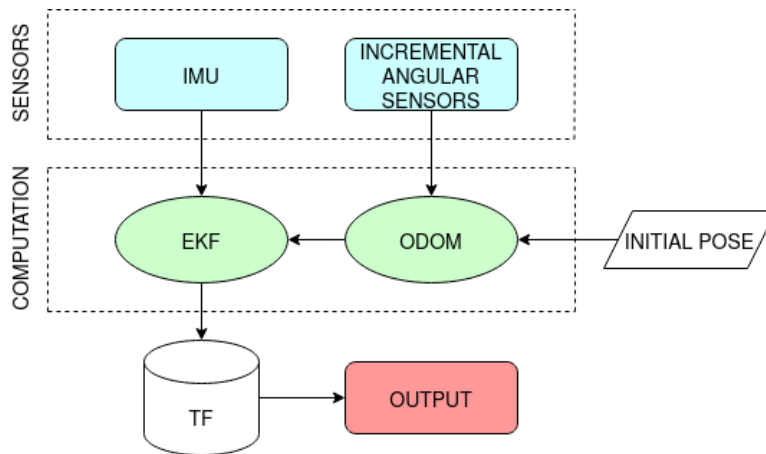 SENSORS
IMU
INCREMENTAL
ANGULAR
SENSORS
COMPUTATION
EKF
ODOM
INITIAL POSE
TF
OUTPUT